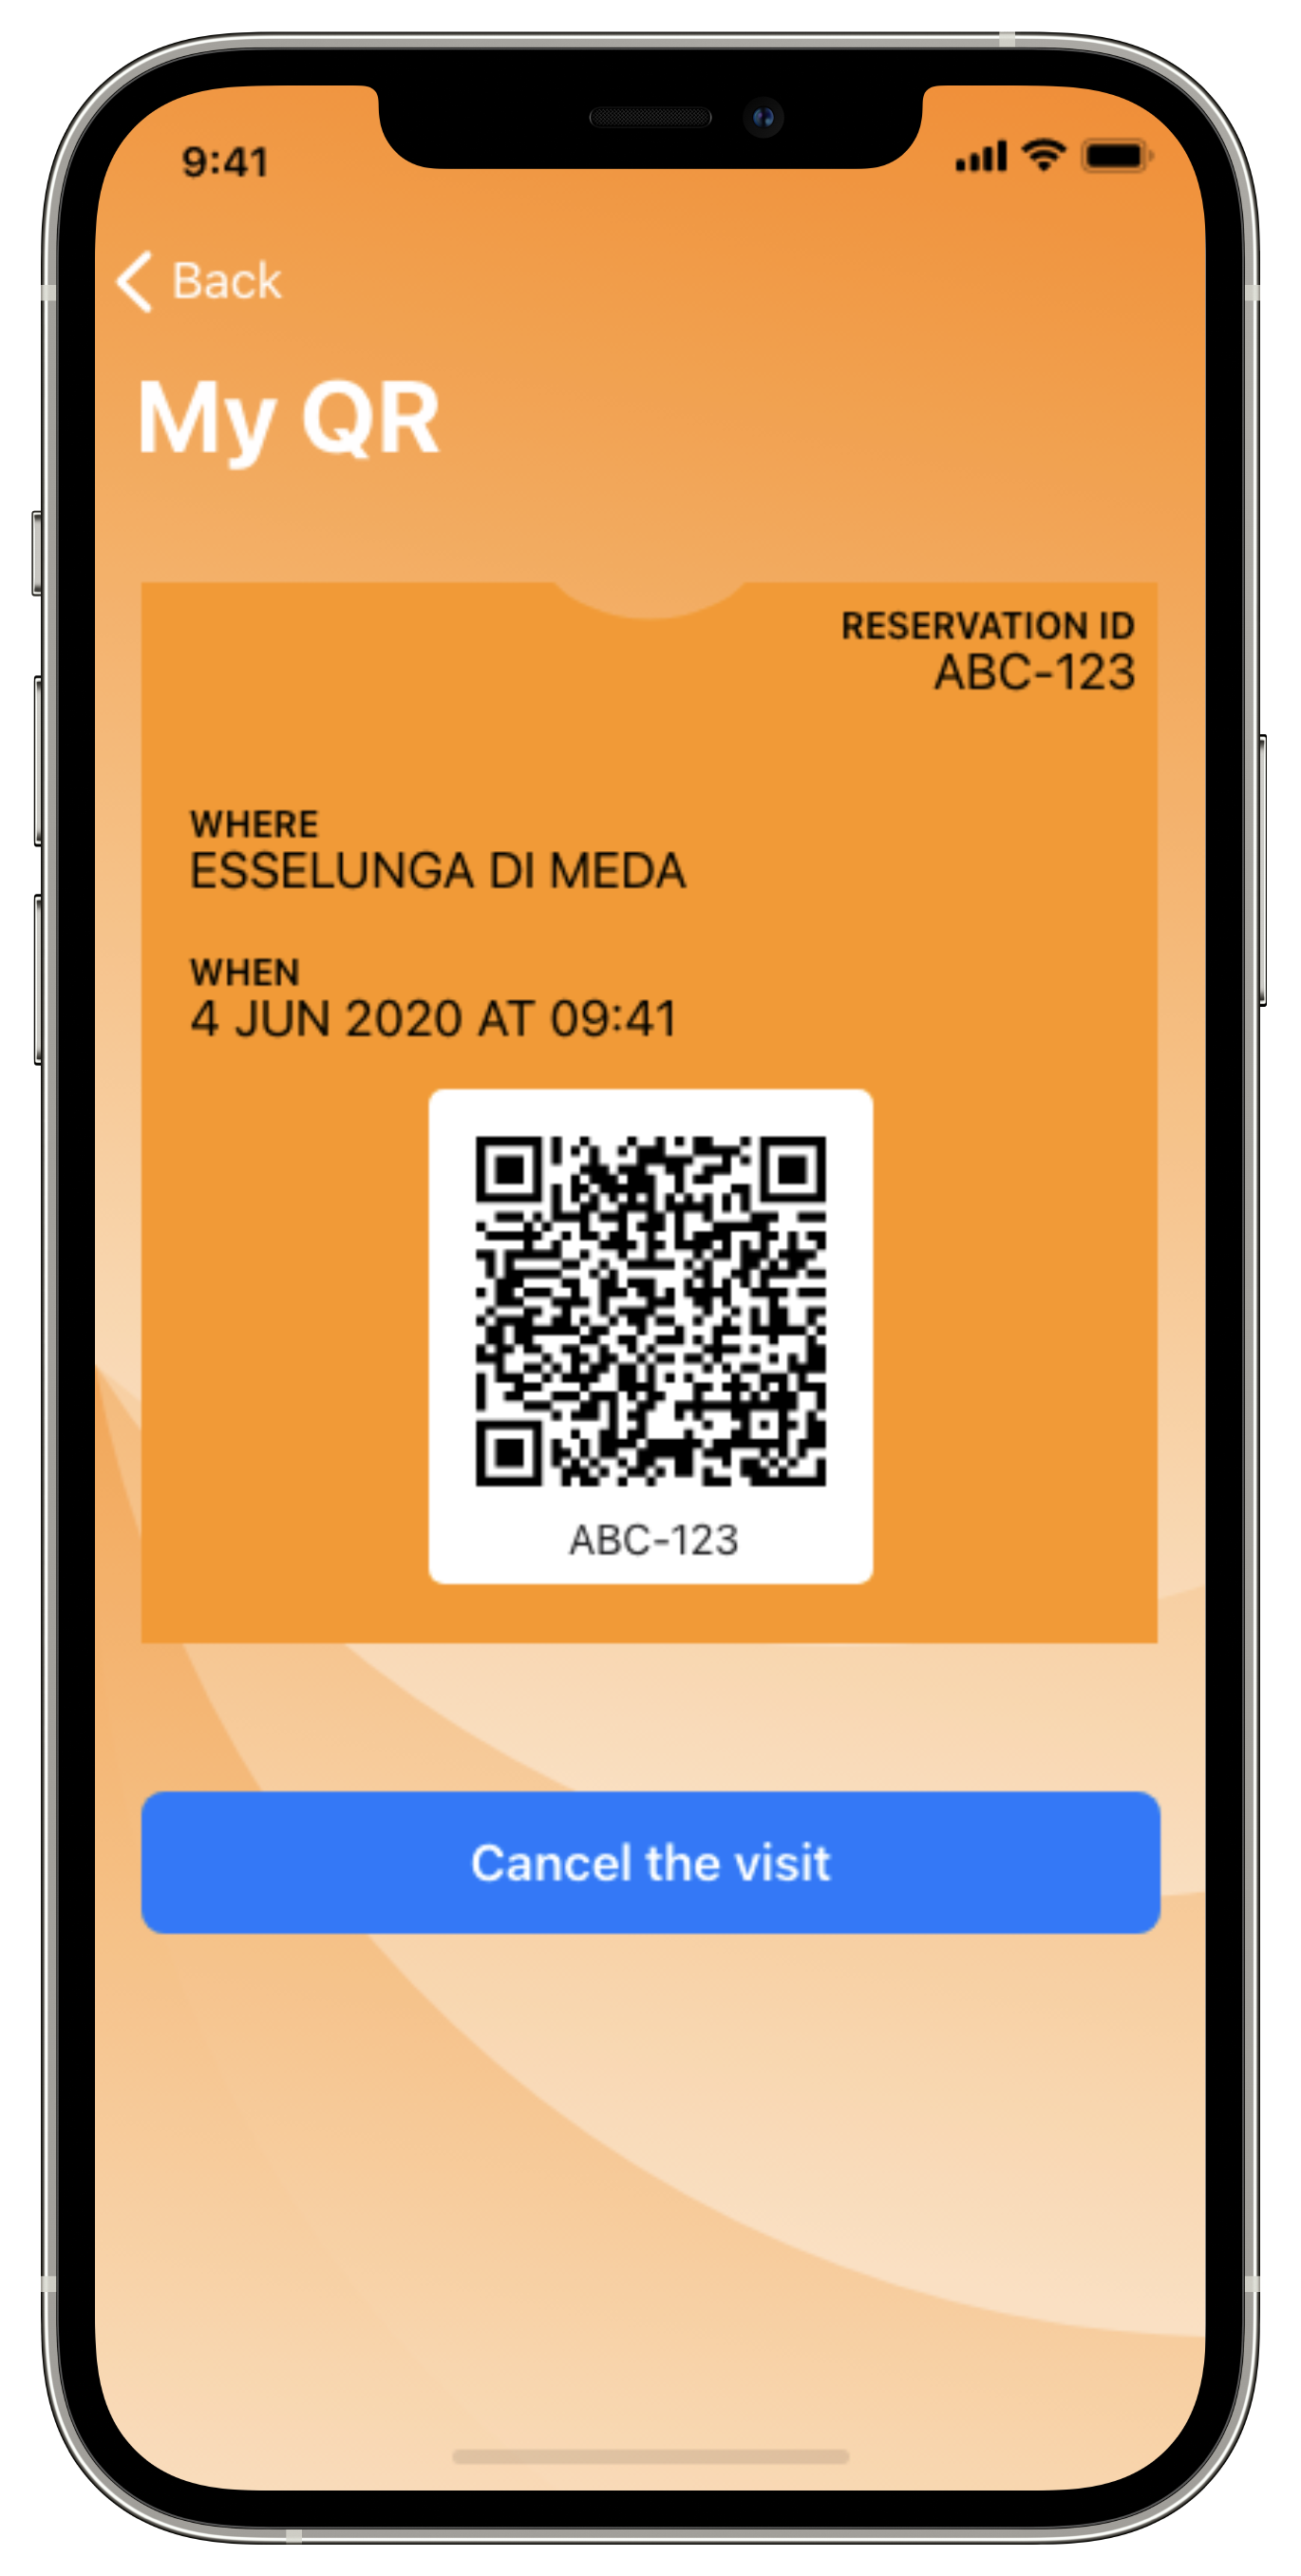 9:41
Back
My QR
RESERVATION ID
ABC-123
WHERE
ESSELUNGA DI MEDA
WHEN
4 JUN 2020 AT 09:41
ABC-123
Cancel the visit